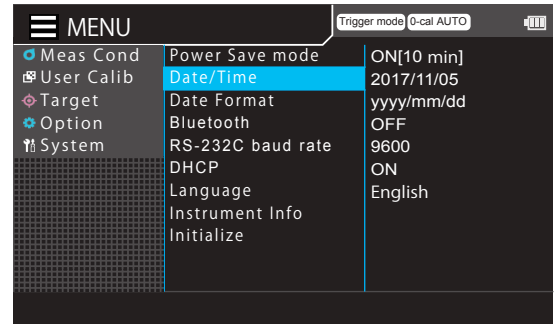 MENU
Trigger mode 0-cal AUTO
Meas Cond
User Calib
Target
Option
System
Power Save mode ON[10 min]
Date/Time 2017/11/05
Date Format yyyy/mm/dd
Bluetooth OFF
RS-232C baud rate 9600
DHCP ON
Language English
Instrument Info
Initialize